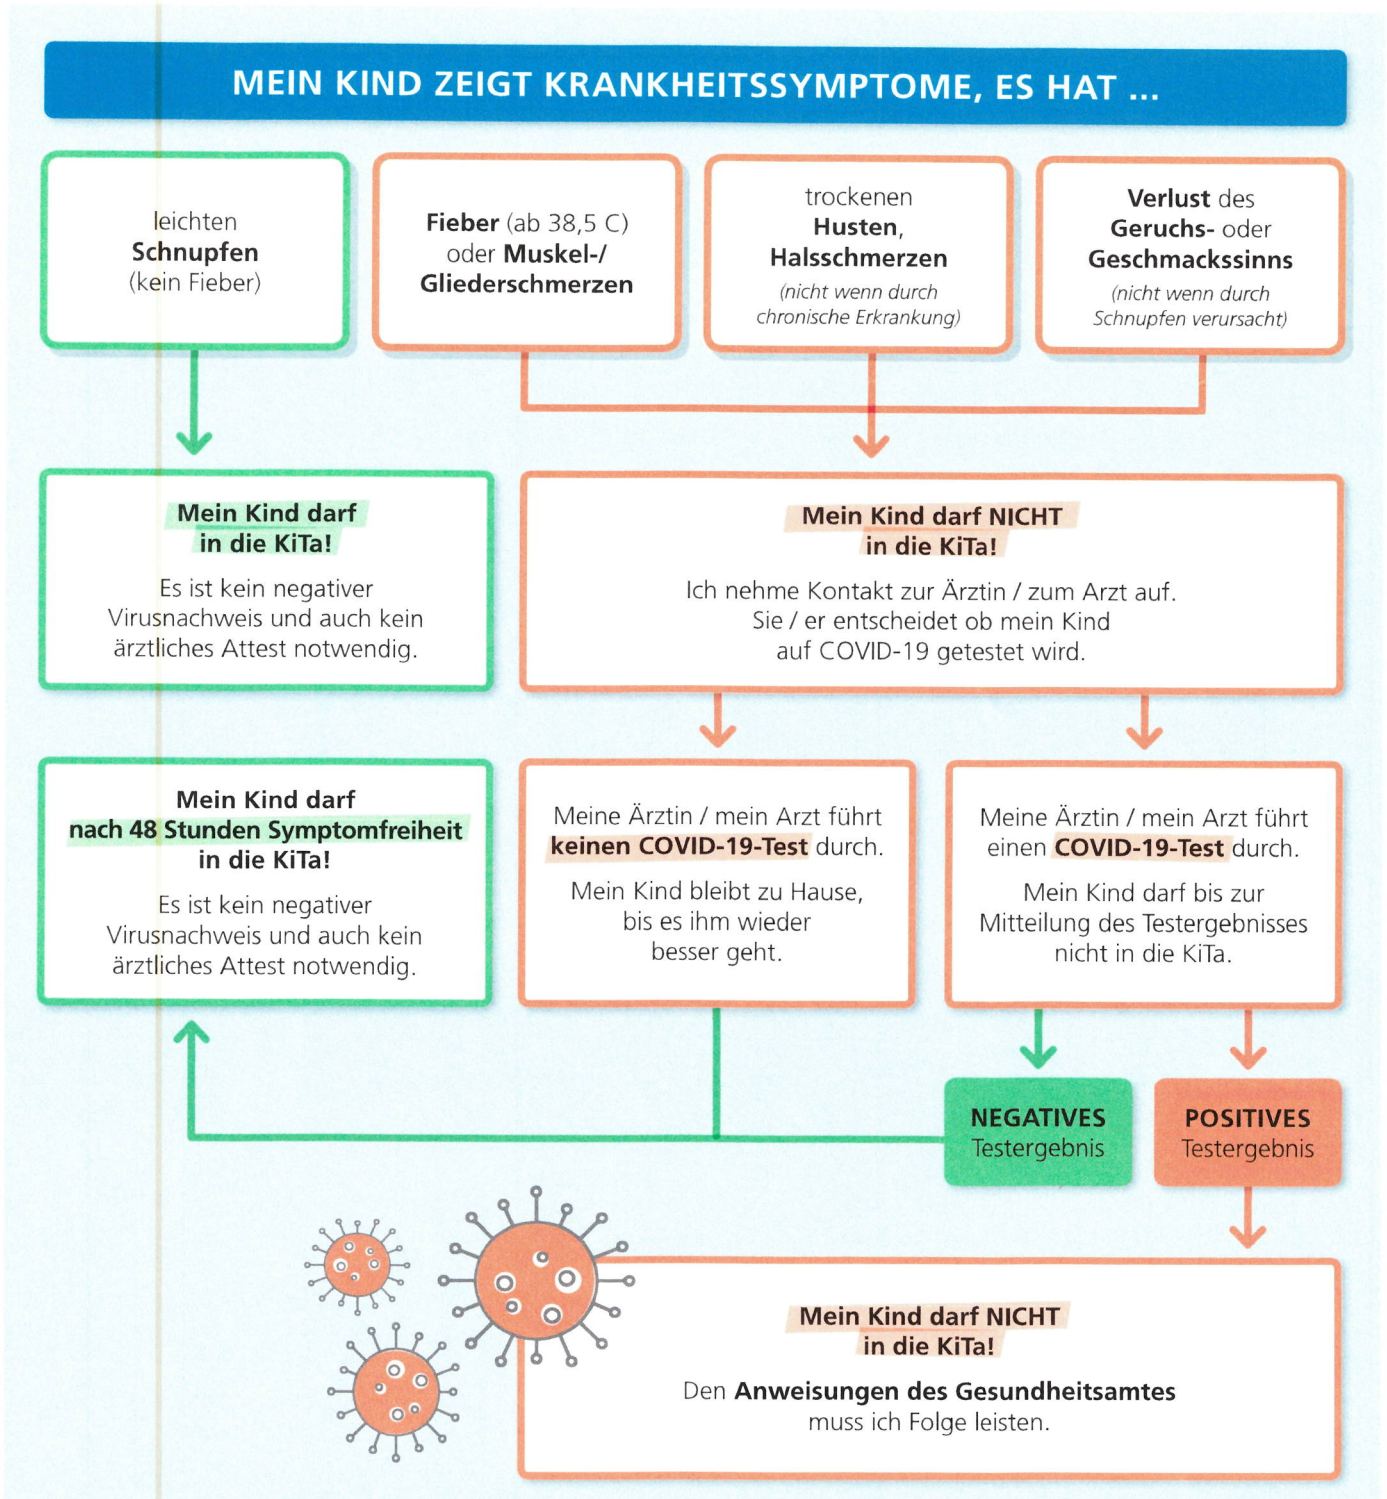 MEIN KIND ZEIGT KRANKHEITSSYMPTOME, ES HAT ...
leichten
Schnupfen
(kein Fieber)
Fieber (ab 38,5 C)
oder Muskel-/
Gliederschmerzen
trockenen
Husten,
Halsschmerzen
(nicht wenn durch
chronische Erkrankung)
Verlust des
Geruchs- oder
Geschmackssinns
(nicht wenn durch
Schnupfen verursacht)
Mein Kind darf
in die KiTa!
Es ist kein negativer
Virusnachweis und auch kein
ärztliches Attest notwendig.
Mein Kind darf NICHT
in die KiTa!
Ich nehme Kontakt zur Ärztin / zum Arzt auf.
Sie / er entscheidet ob mein Kind
auf COVID-19 getestet wird.
Mein Kind darf
nach 48 Stunden Symptomfreiheit
in die KiTa!
Es ist kein negativer
Virusnachweis und auch kein
ärztliches Attest notwendig.
Meine Ärztin / mein Arzt führt
keinen COVID-19-Test durch.
Mein Kind bleibt zu Hause,
bis es ihm wieder
besser geht.
Meine Ärztin / mein Arzt führt
einen COVID-19-Test durch.
Mein Kind darf bis zur
Mitteilung des Testergebnisses
nicht in die KiTa.
NEGATIVES
Testergebnis
POSITIVES
Testergebnis
Mein Kind darf NICHT
in die KiTa!
Den Anweisungen des Gesundheitsamtes
muss ich Folge leisten.